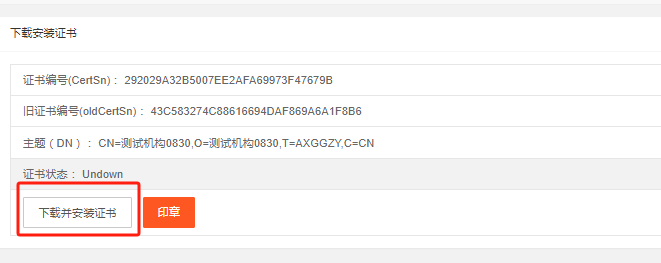 下载安装证书
证书编号(CertSn)： 292029A32B5007EE2AFA69973F47679B
旧证书编号(oldCertSn)： 43C583274C88616694DAF869A6A1F8B6
主题（DN）： CN=测试机构0830,O=测试机构0830,T=AXGGZY,C=CN
证书状态： Undown
下载并安装证书 印章